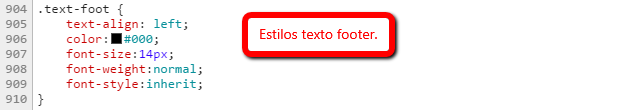 904 .text-foot {
905 text-align: left;
906 color:#000;
907 font-size:14px;
908 font-weight:normal;
909 font-style:inherit;
910 }
Estilos texto footer.